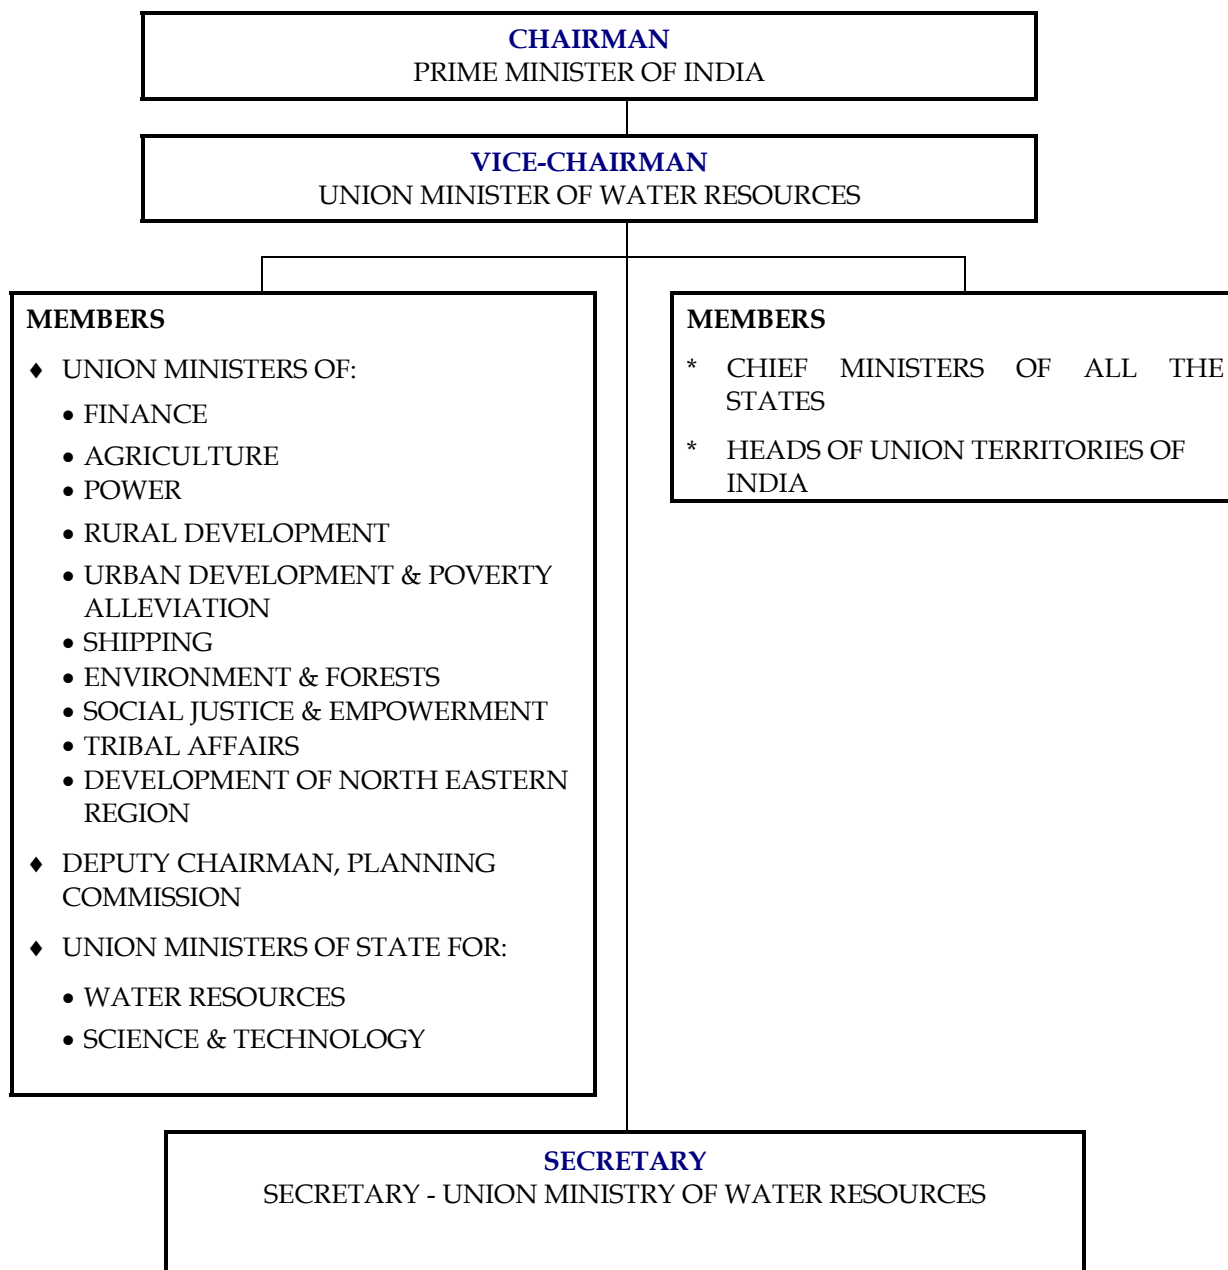 CHAIRMAN
PRIME MINISTER OF INDIA
VICE-CHAIRMAN
UNION MINISTER OF WATER RESOURCES
MEMBERS
♦ UNION MINISTERS OF:
• FINANCE
• AGRICULTURE
• POWER
• RURAL DEVELOPMENT
• URBAN DEVELOPMENT & POVERTY
ALLEVIATION
• SHIPPING
• ENVIRONMENT & FORESTS
• SOCIAL JUSTICE & EMPOWERMENT
• TRIBAL AFFAIRS
• DEVELOPMENT OF NORTH EASTERN
REGION
♦ DEPUTY CHAIRMAN, PLANNING
COMMISSION
♦ UNION MINISTERS OF STATE FOR:
• WATER RESOURCES
• SCIENCE & TECHNOLOGY
MEMBERS
* CHIEF MINISTERS OF ALL THE
STATES
* HEADS OF UNION TERRITORIES OF
INDIA
SECRETARY
SECRETARY - UNION MINISTRY OF WATER RESOURCES